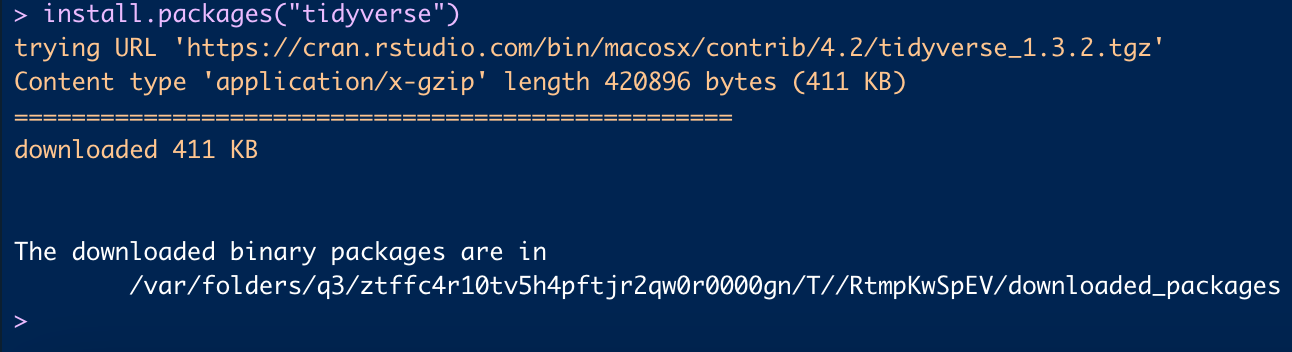 > install.packages("tidyverse")
trying URL 'https://cran.rstudio.com/bin/macosx/contrib/4.2/tidyverse_1.3.2.tgz'
Content type 'application/x-gzip' length 420896 bytes (411 KB)
==================================================
downloaded 411 KB
The downloaded binary packages are in
/var/folders/q3/ztffc4r10tv5h4pftjr2qw0r0000gn/T//RtmpKwSpEV/downloaded_packages
>